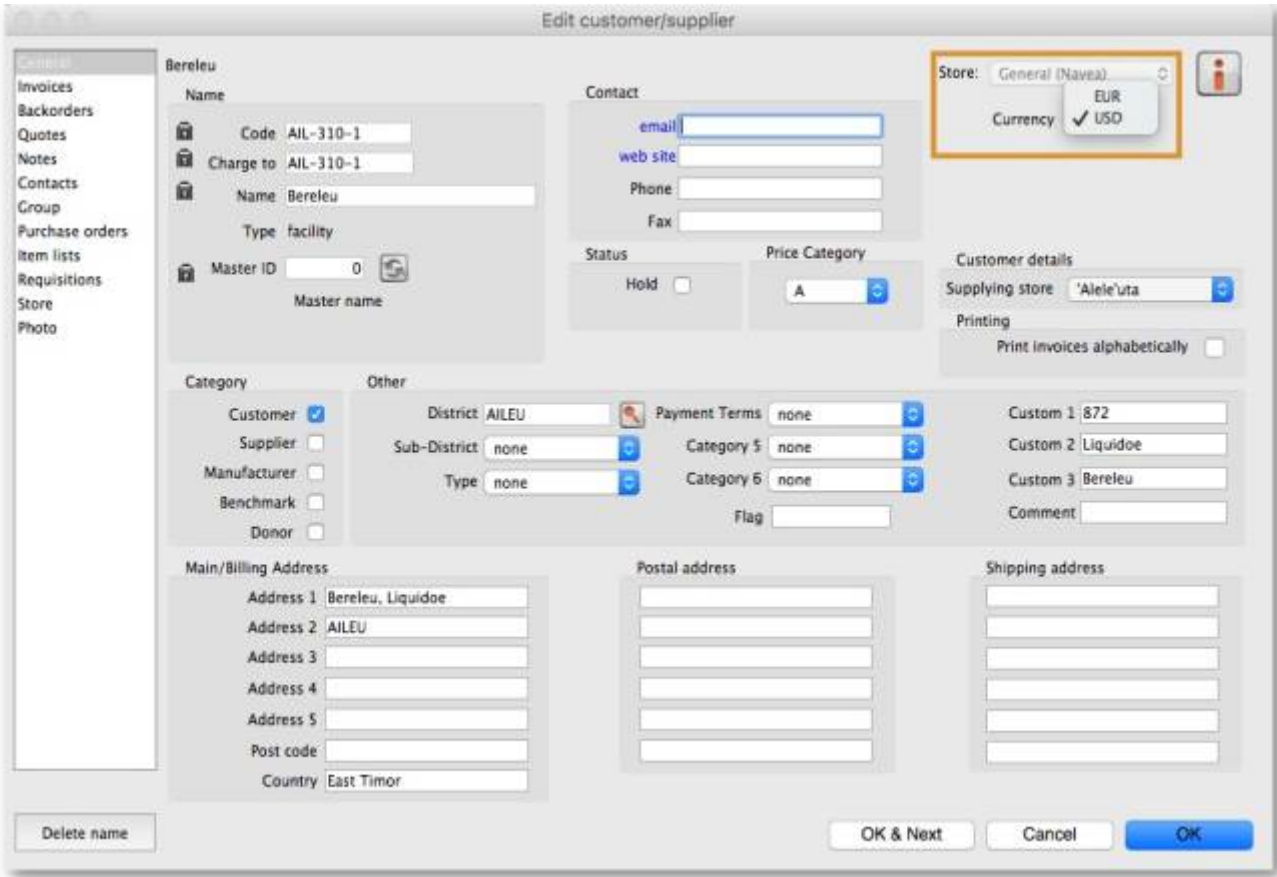 Edit customer/supplier
General
Invoices
Backorders
Quotes
Notes
Contacts
Group
Purchase orders
Item lists
Requisitions
Store
Photo
Bereleu
Name
Code AIL-310-1
Charge to AIL-310-1
Name Bereleu
Type facility
Master ID 0
Master name
Contact
email
web site
Phone
Fax
Store: General (Navea)
EUR
Currency ✓ USD
Status
Hold
Price Category
A
Customer details
Supplying store 'Alele'uta
Printing
Print invoices alphabetically
Category
Customer
Supplier
Manufacturer
Benchmark
Donor
Other
District AILEU
Sub-District none
Type none
Payment Terms none
Category 5 none
Category 6 none
Flag
Custom 1 872
Custom 2 Liquidoe
Custom 3 Bereleu
Comment
Main/Billing Address
Address 1 Bereleu, Liquidoe
Address 2 AILEU
Address 3
Address 4
Address 5
Post code
Country East Timor
Postal address
Shipping address
Delete name
OK & Next
Cancel
OK